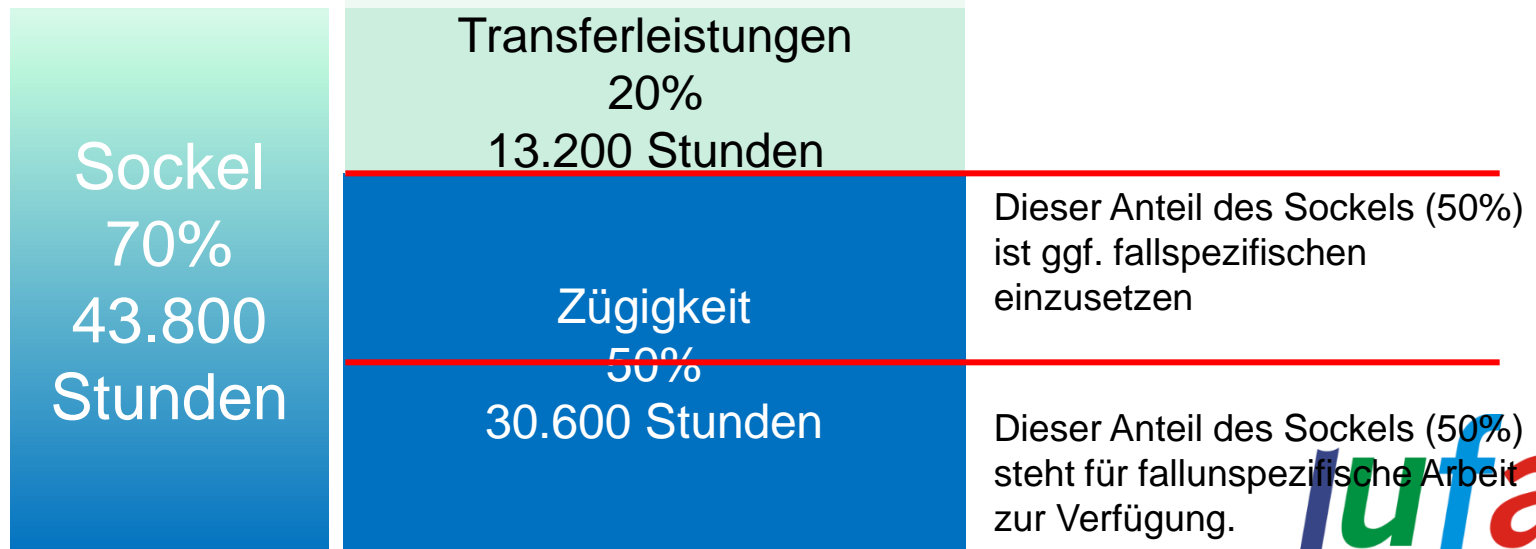 Sockel
70%
43.800
Stunden
Transferleistungen
20%
13.200 Stunden
Zügigkeit
50%
30.600 Stunden
Dieser Anteil des Sockels (50%)
ist ggf. fallspezifischen
einzusetzen
Dieser Anteil des Sockels (50%)
steht für fallunspezifische Arbeit
zur Verfügung.